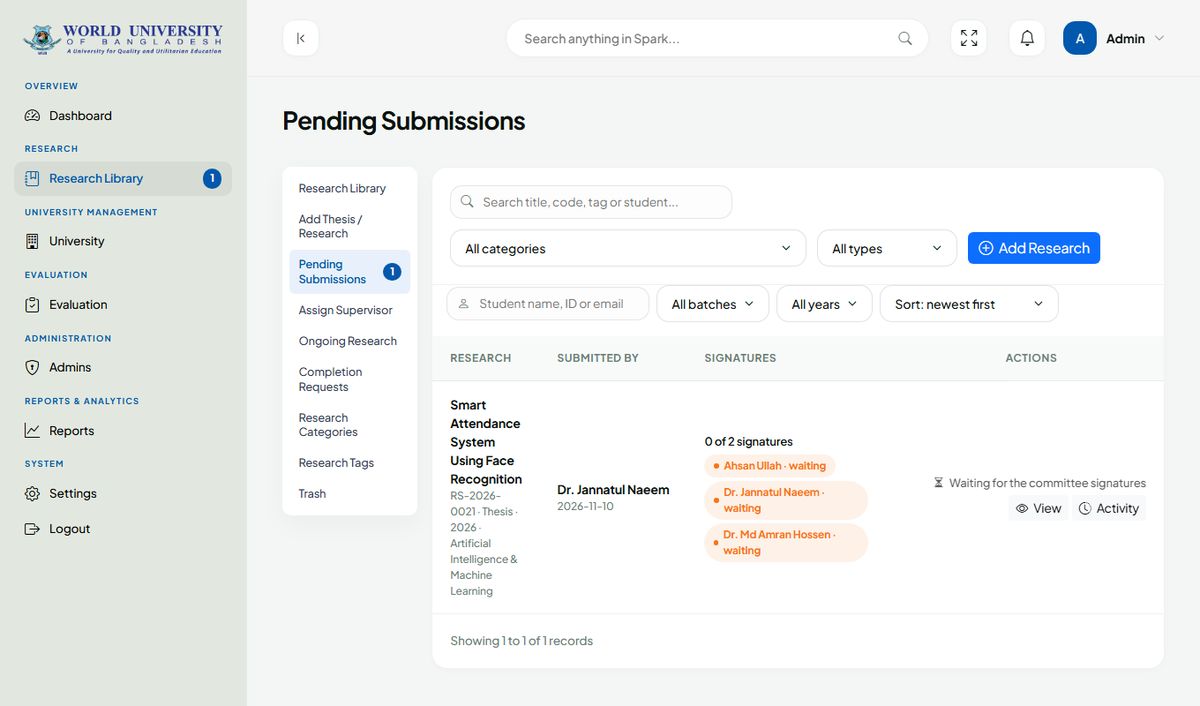 WORLD UNIVERSITY
OF BANGLADESH
A University for Quality and Utilitarian Education
OVERVIEW
Dashboard
RESEARCH
Research Library 1
UNIVERSITY MANAGEMENT
University
EVALUATION
Evaluation
ADMINISTRATION
Admins
REPORTS & ANALYTICS
Reports
SYSTEM
Settings
Logout
Search anything in Spark...
A Admin
Pending Submissions
Research Library
Add Thesis /
Research
Pending
Submissions 1
Assign Supervisor
Ongoing Research
Completion
Requests
Research
Categories
Research Tags
Trash
Search title, code, tag or student...
All categories
All types
Add Research
Student name, ID or email
All batches
All years
Sort: newest first
RESEARCH SUBMITTED BY SIGNATURES ACTIONS
Smart
Attendance
System
Using Face
Recognition
RS-2026-
0021 · Thesis ·
2026 ·
Artificial
Intelligence &
Machine
Learning
Dr. Jannatul Naeem
2026-11-10
0 of 2 signatures
Ahsan Ullah · waiting
Dr. Jannatul Naeem ·
waiting
Dr. Md Amran Hossen ·
waiting
Waiting for the committee signatures
View Activity
Showing 1 to 1 of 1 records